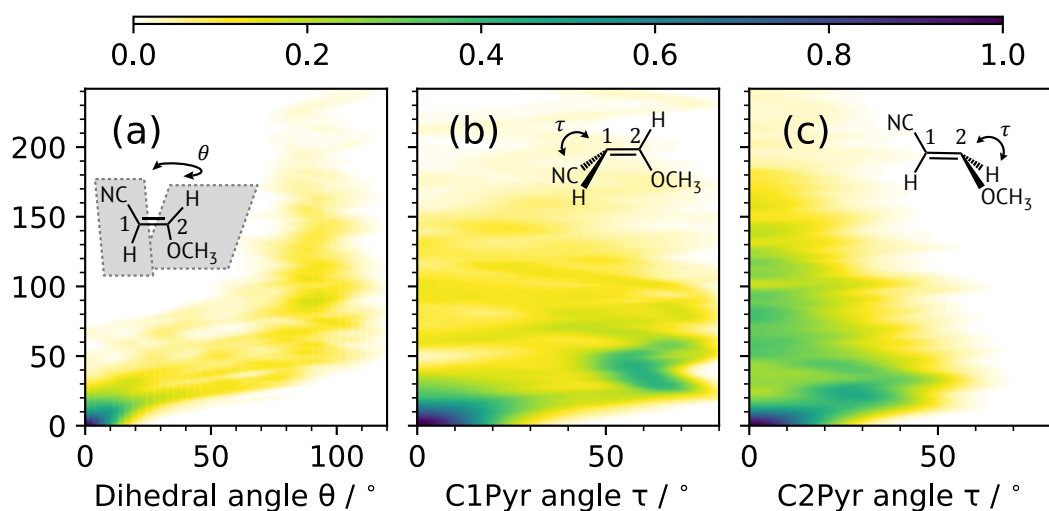 0.0 0.2 0.4 0.6 0.8 1.0
(a) (b) (c)
θ
NC
H
1
2
H
OCH3
τ
1
2
H
NC
H
OCH3
NC
1
2
τ
H
H
OCH3
200
150
100
50
0
0 50 100
50
0 50
Dihedral angle θ / °
C1Pyr angle τ / °
C2Pyr angle τ / °